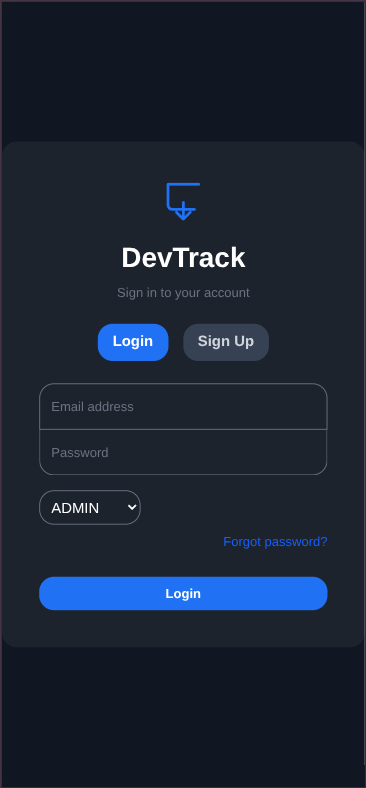 DevTrack
Sign in to your account
Login Sign Up
Email address
Password
ADMIN
Forgot password?
Login